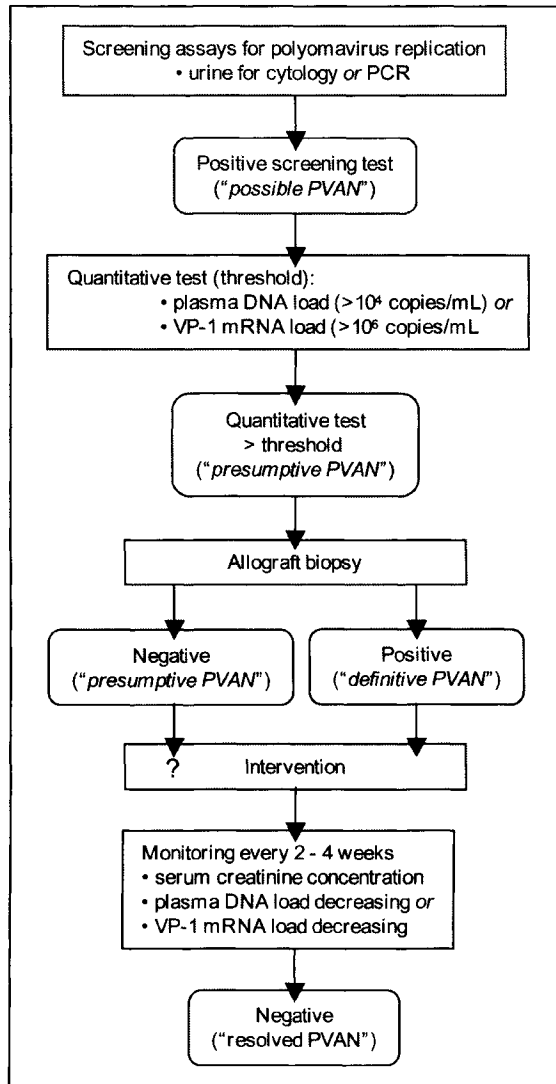 Screening assays for polyomavirus replication
• urine for cytology or PCR
Positive screening test
(“possible PVAN”)
Quantitative test (threshold):
• plasma DNA load (>10⁴ copies/mL) or
• VP-1 mRNA load (>10⁶ copies/mL
Quantitative test
> threshold
(“presumptive PVAN”)
Allograft biopsy
Negative
(“presumptive PVAN”)
Positive
(“definitive PVAN”)
? Intervention
Monitoring every 2 - 4 weeks
• serum creatinine concentration
• plasma DNA load decreasing or
• VP-1 mRNA load decreasing
Negative
(“resolved PVAN”)